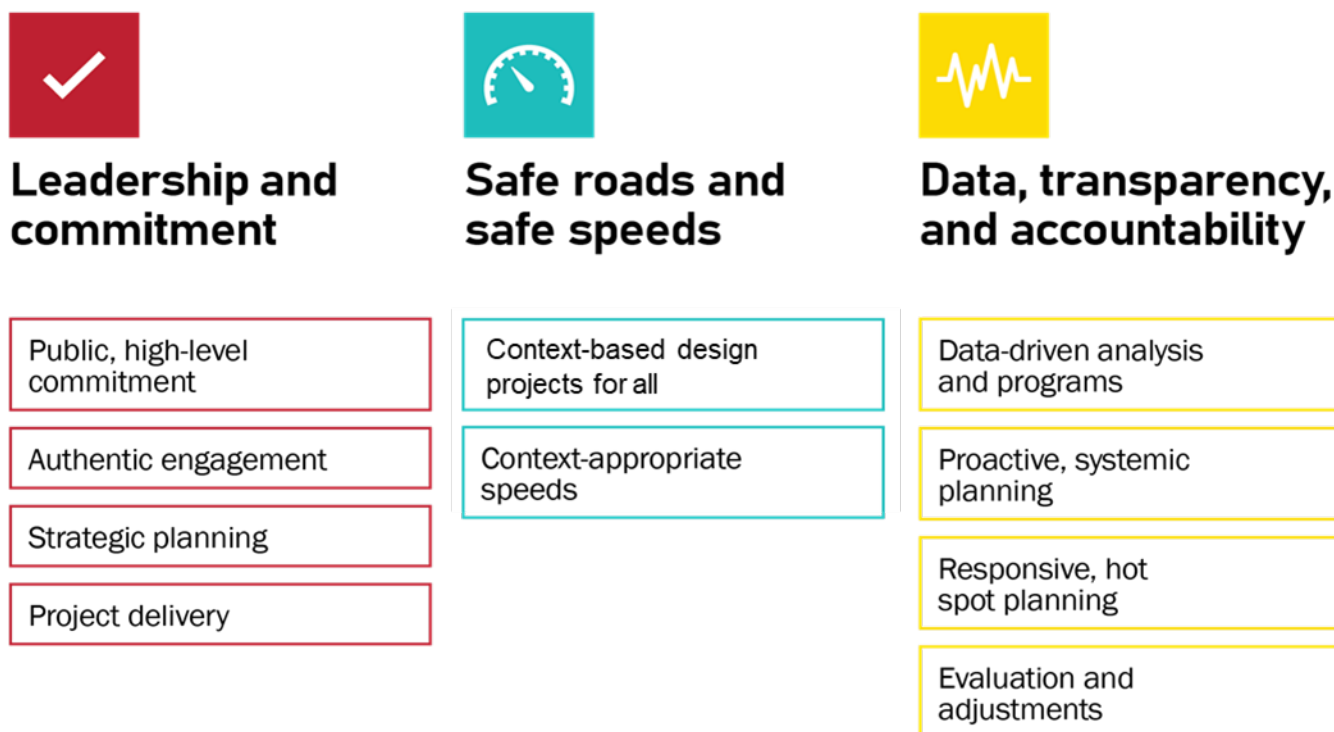 Leadership and
commitment
Public, high-level
commitment
Authentic engagement
Strategic planning
Project delivery
Safe roads and
safe speeds
Context-based design
projects for all
Context-appropriate
speeds
Data, transparency,
and accountability
Data-driven analysis
and programs
Proactive, systemic
planning
Responsive, hot
spot planning
Evaluation and
adjustments